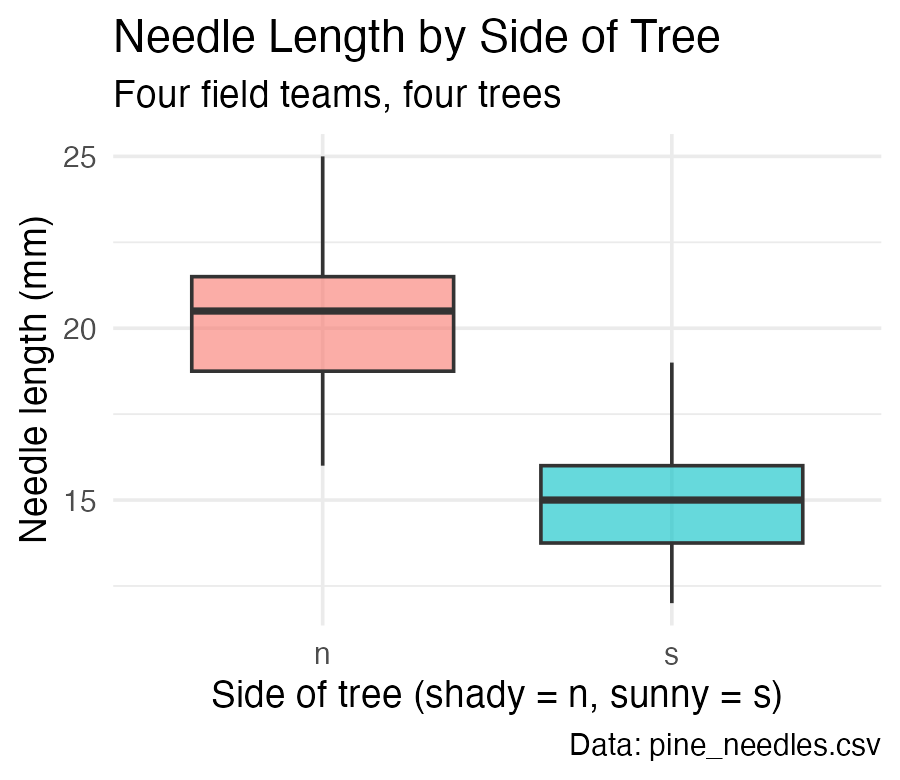 Needle Length by Side of Tree
Four field teams, four trees
Needle length (mm)
25
20
15
n
s
Side of tree (shady = n, sunny = s)
Data: pine_needles.csv